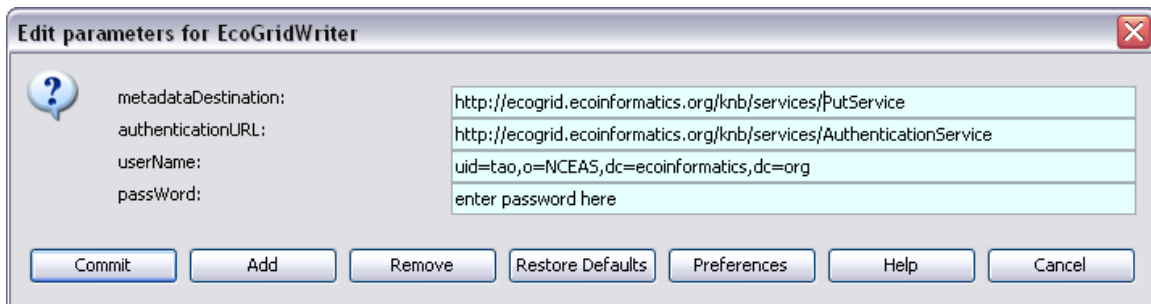 Edit parameters for EcoGridWriter
?
metadataDestination: http://ecogrid.ecoinformatics.org/knb/services/PutService
authenticationURL: http://ecogrid.ecoinformatics.org/knb/services/AuthenticationService
userName: uid=tao,o=NCEAS,dc=ecoinformatics,dc=org
passWord: enter password here
Commit Add Remove Restore Defaults Preferences Help Cancel